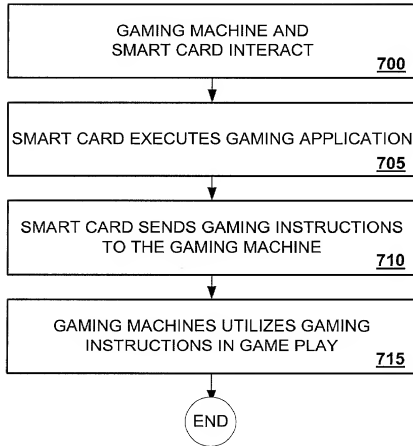 GAMING MACHINE AND
SMART CARD INTERACT
700
SMART CARD EXECUTES GAMING APPLICATION
705
SMART CARD SENDS GAMING INSTRUCTIONS
TO THE GAMING MACHINE
710
GAMING MACHINES UTILIZES GAMING
INSTRUCTIONS IN GAME PLAY
715
END